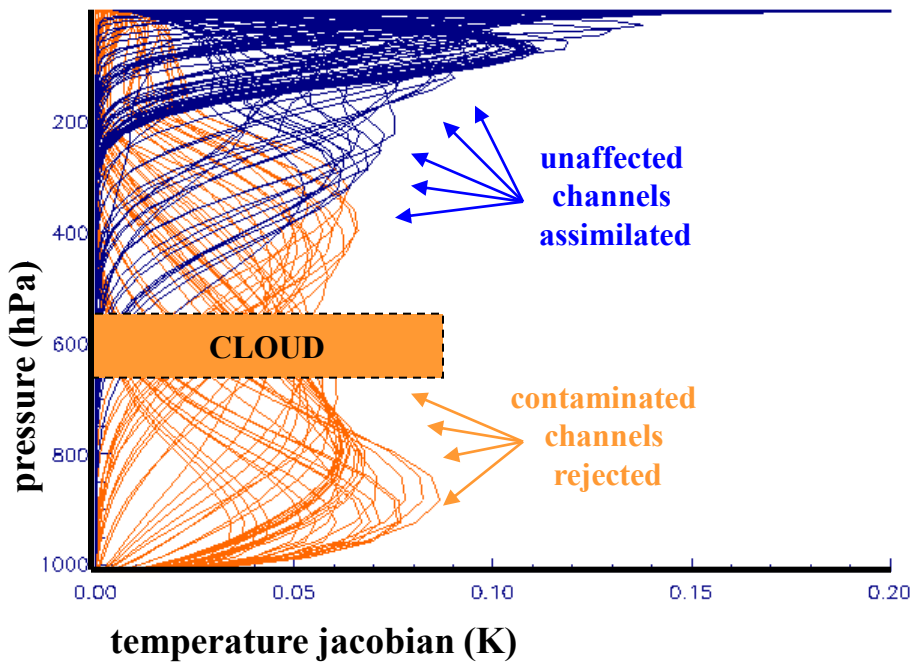 200
400
600
800
1000
pressure (hPa)
unaffected
channels
assimilated
CLOUD
contaminated
channels
rejected
0.00 0.05 0.10 0.15 0.20
temperature jacobian (K)